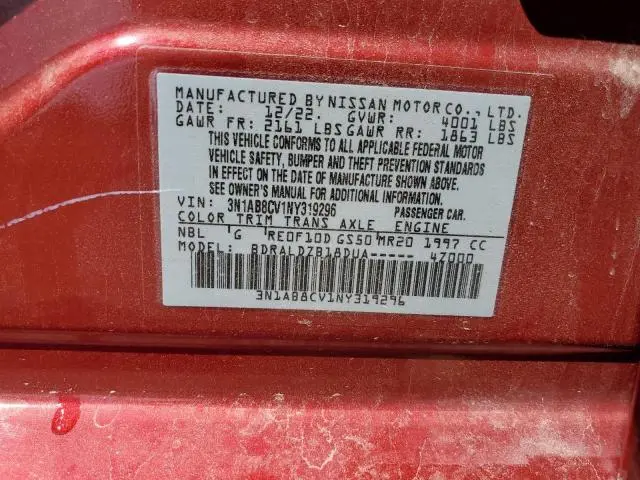 MANUFACTURED BY NISSAN MOTOR CO., LTD.
DATE: 12/22. GVWR: 4001 LBS
GAWR FR: 2161 LBS GAWR RR: 1863 LBS
THIS VEHICLE CONFORMS TO ALL APPLICABLE FEDERAL MOTOR
VEHICLE SAFETY, BUMPER AND THEFT PREVENTION STANDARDS
IN EFFECT ON THE DATE OF MANUFACTURE SHOWN ABOVE.
SEE OWNER'S MANUAL FOR ADDITIONAL INFORMATION.
VIN: 3N1AB8CV1NY319296 PASSENGER CAR.
COLOR TRIM TRANS AXLE ENGINE
NBL G RE0F10D GS50 MR20 1997 CC
MODEL: BDRALDZB18DUA----- 4Z000
3N1AB8CV1NY319296